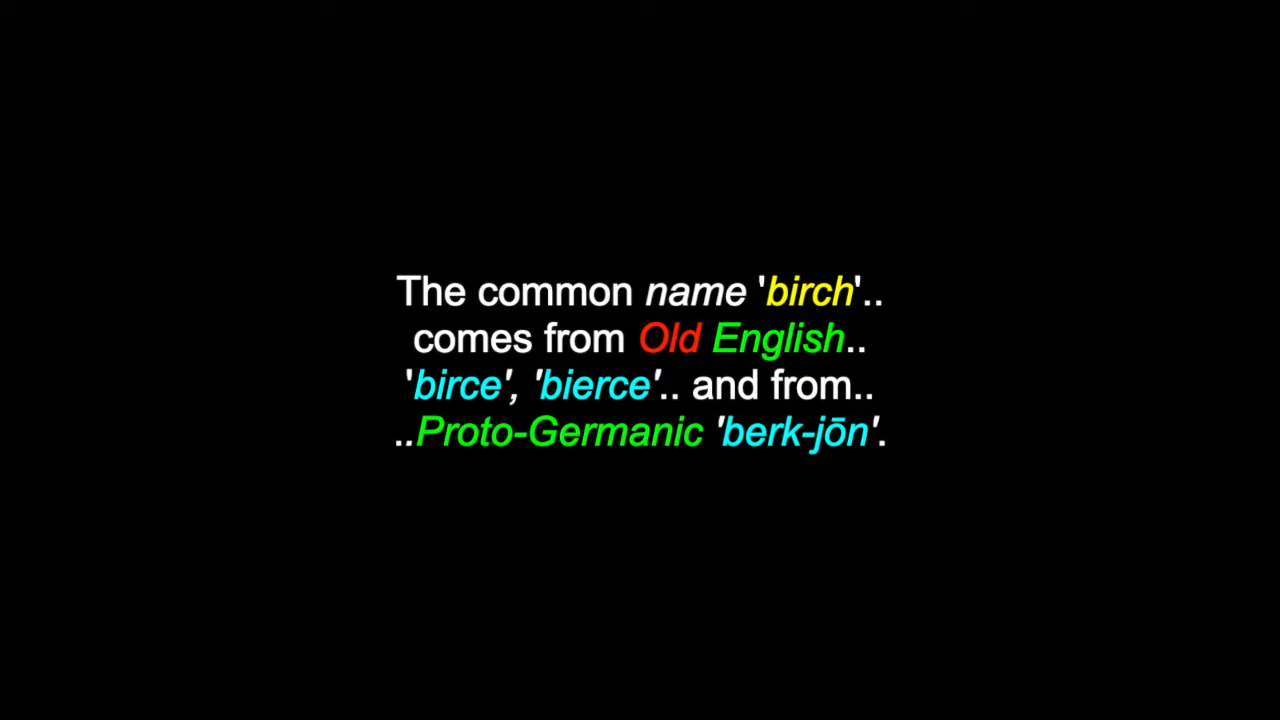 The common name 'birch'..
comes from Old English..
'birce', 'bierce'.. and from..
..Proto-Germanic 'berk-jōn'.